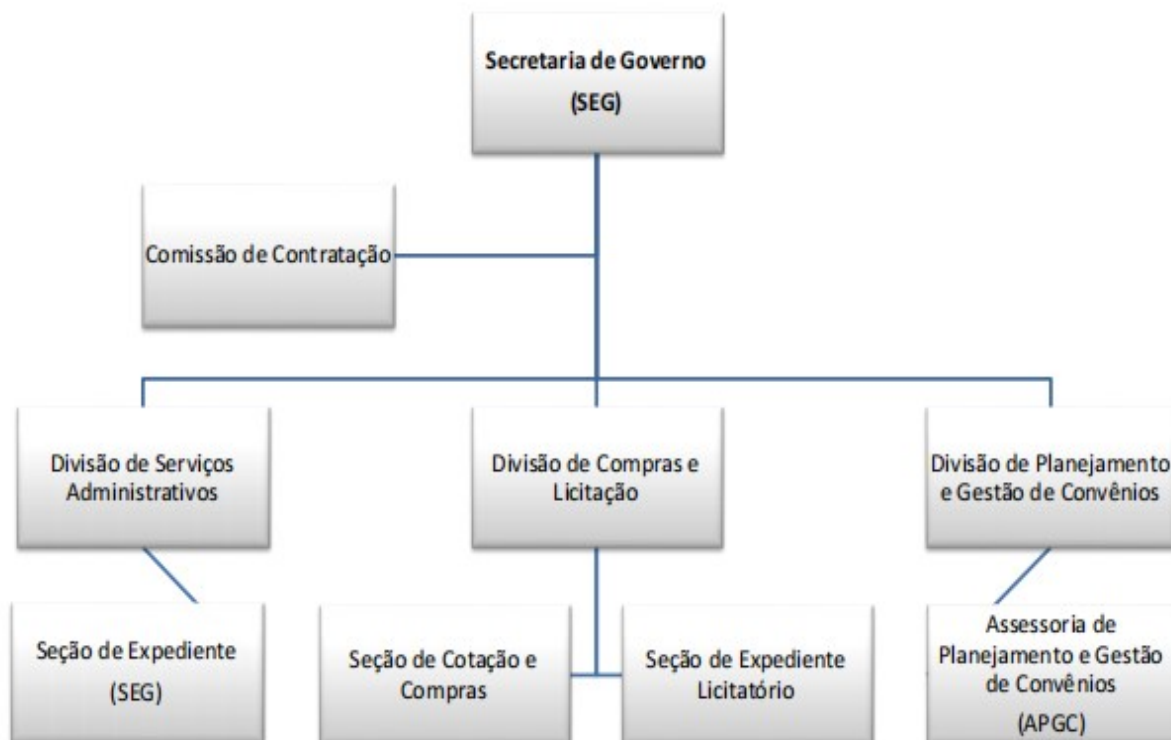 Secretaria de Governo
(SEG)
Comissão de Contratação
Divisão de Serviços
Administrativos
Divisão de Compras e
Licitação
Divisão de Planejamento
e Gestão de Convênios
Seção de Expediente
(SEG)
Seção de Cotação e
Compras
Seção de Expediente
Licitatório
Assessoria de
Planejamento e Gestão
de Convênios
(APGC)